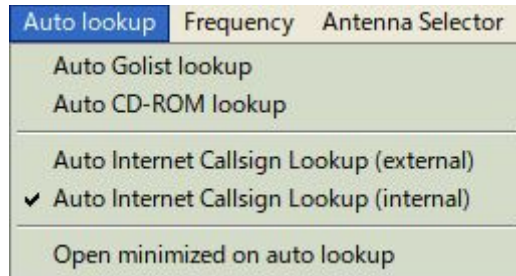 Auto lookup Frequency Antenna Selector
Auto Golist lookup
Auto CD-ROM lookup
Auto Internet Callsign Lookup (external)
✔ Auto Internet Callsign Lookup (internal)
Open minimized on auto lookup